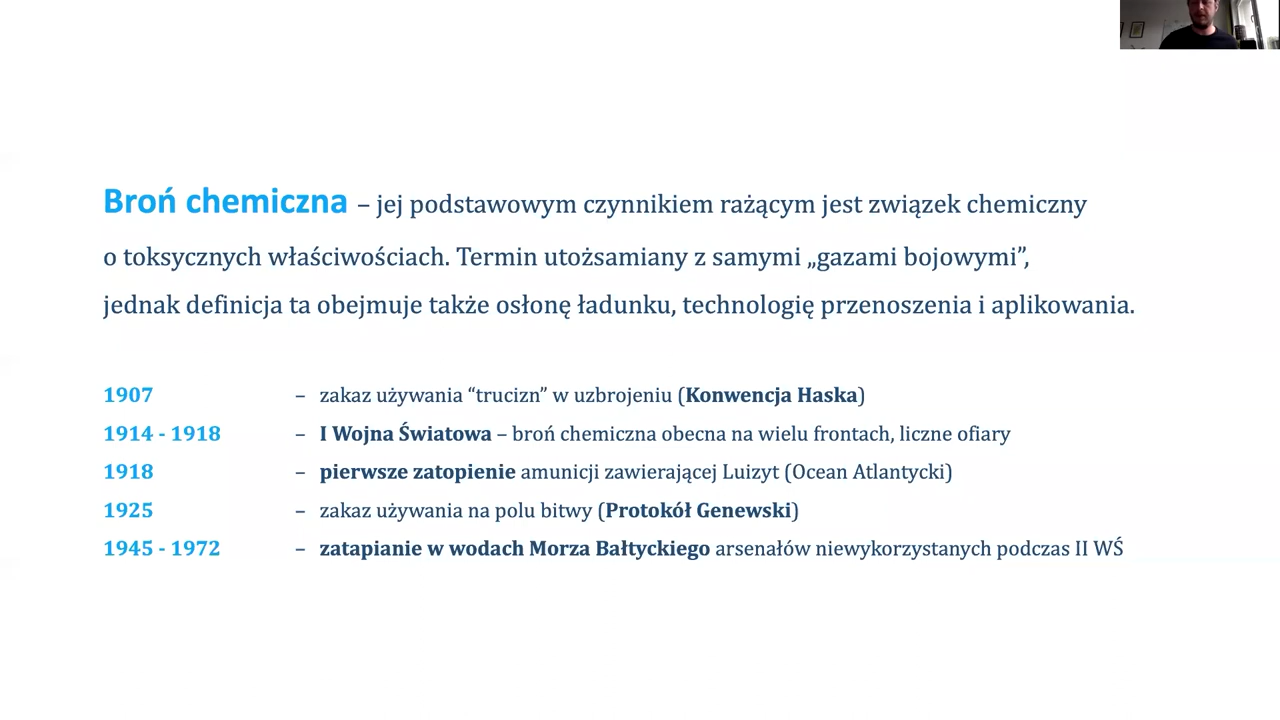 Broń chemiczna – jej podstawowym czynnikiem rażącym jest związek chemiczny
o toksycznych właściwościach. Termin utożsamiany z samymi „gazami bojowymi”,
jednak definicja ta obejmuje także osłonę ładunku, technologię przenoszenia i aplikowania.
1907 – zakaz używania “trucizn” w uzbrojeniu (Konwencja Haska)
1914 - 1918 – I Wojna Światowa – broń chemiczna obecna na wielu frontach, liczne ofiary
1918 – pierwsze zatopienie amunicji zawierającej Luizyt (Ocean Atlantycki)
1925 – zakaz używania na polu bitwy (Protokół Genewski)
1945 - 1972 – zatapianie w wodach Morza Bałtyckiego arsenałów niewykorzystanych podczas II WŚ